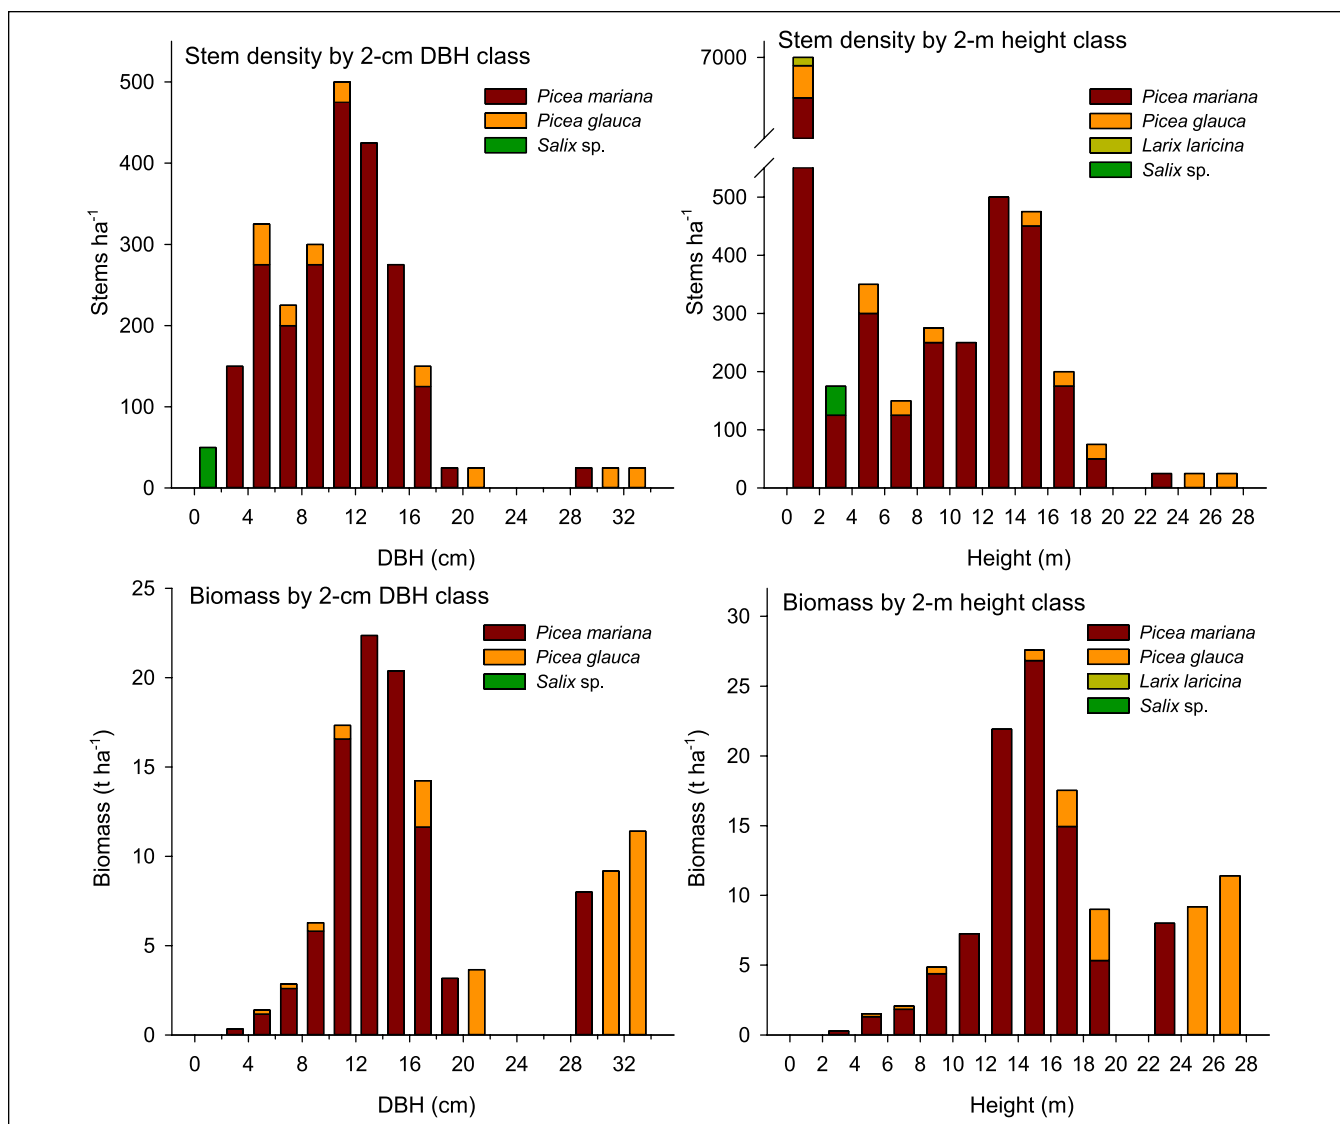 Stem density by 2-cm DBH class
Picea mariana
Picea glauca
Salix sp.
500
400
300
200
100
0
Stems ha-1
0 4 8 12 16 20 24 28 32
DBH (cm)
Stem density by 2-m height class
Picea mariana
Picea glauca
Larix laricina
Salix sp.
7000
500
400
300
200
100
0
Stems ha-1
0 2 4 6 8 10 12 14 16 18 20 22 24 26 28
Height (m)
Biomass by 2-cm DBH class
Picea mariana
Picea glauca
Salix sp.
25
20
15
10
5
0
Biomass (t ha-1)
0 4 8 12 16 20 24 28 32
DBH (cm)
Biomass by 2-m height class
Picea mariana
Picea glauca
Larix laricina
Salix sp.
30
25
20
15
10
5
0
Biomass (t ha-1)
0 2 4 6 8 10 12 14 16 18 20 22 24 26 28
Height (m)